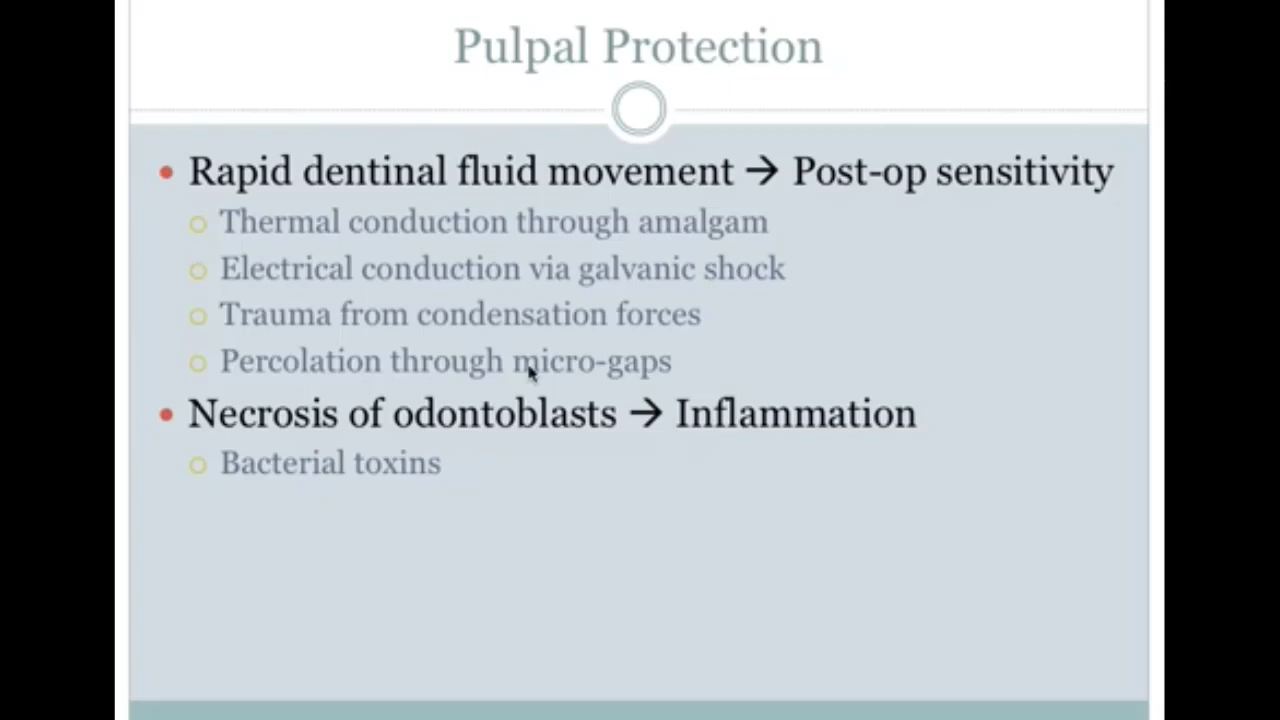 Pulpal Protection
• Rapid dentinal fluid movement → Post-op sensitivity
○ Thermal conduction through amalgam
○ Electrical conduction via galvanic shock
○ Trauma from condensation forces
○ Percolation through micro-gaps
• Necrosis of odontoblasts → Inflammation
○ Bacterial toxins